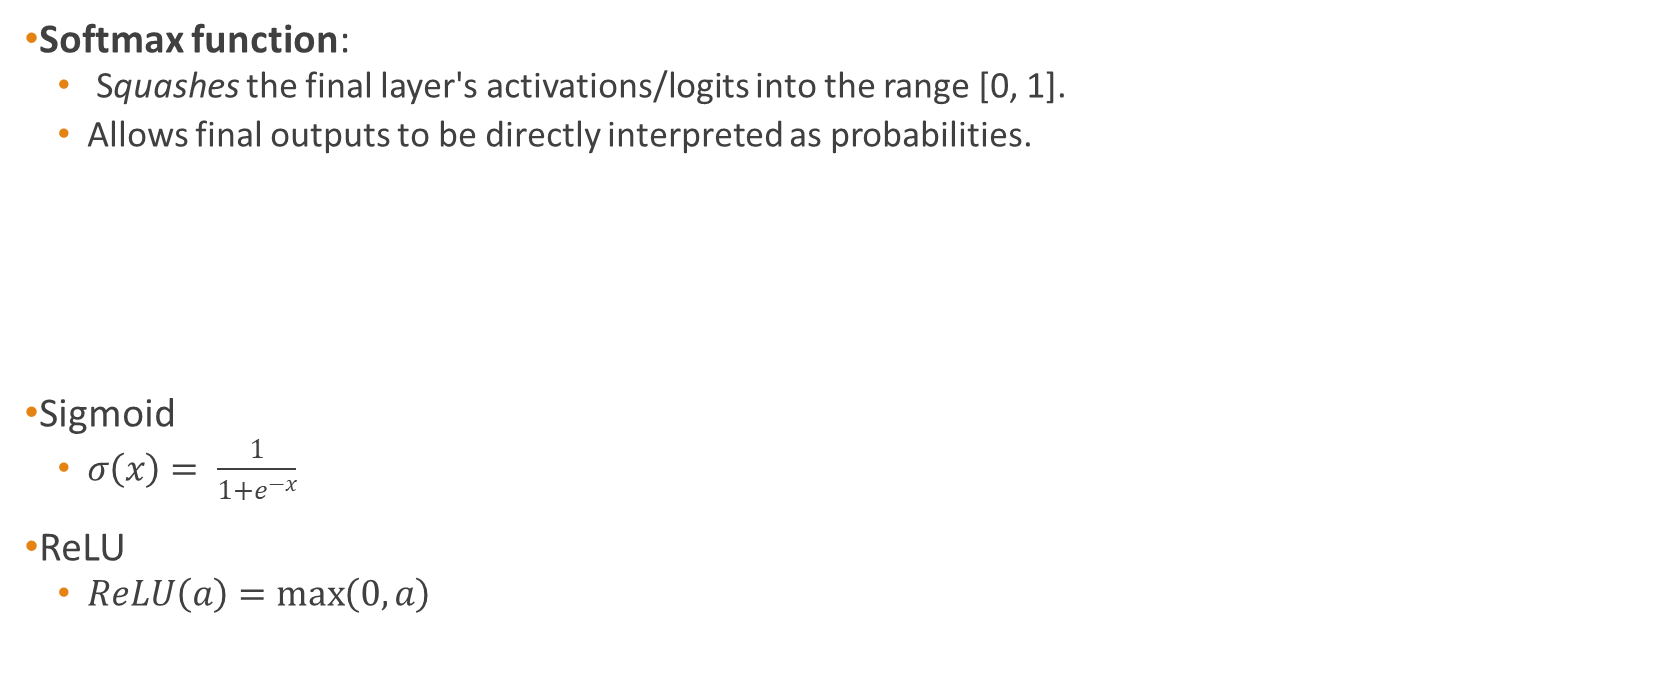 •Softmax function:
• Squashes the final layer's activations/logits into the range [0, 1].
• Allows final outputs to be directly interpreted as probabilities.
•Sigmoid
• σ(x) = 1/(1+e^{−x})
•ReLU
• ReLU(a) = max(0, a)